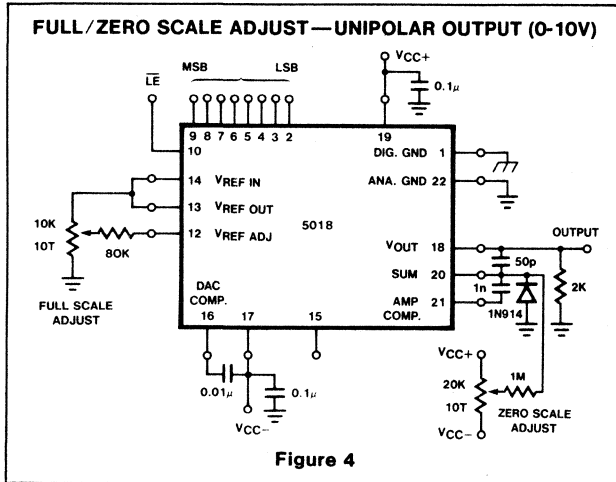 FULL/ZERO SCALE ADJUST—UNIPOLAR OUTPUT (0-10V)
VCC+
LE MSB LSB
0.1μ
9 8 7 6 5 4 3 2 19
10 DIG. GND 1
14 VREF IN ANA. GND 22
13 VREF OUT
10K 5018 OUTPUT
10T 80K 12 VREF ADJ VOUT 18
50p
FULL SCALE SUM 20
ADJUST 1n 2K
DAC AMP 21
COMP. COMP. 1N914
16 17 15
VCC+
0.01μ 0.1μ 20K 1M
10T ZERO SCALE
VCC- VCC- ADJUST
Figure 4